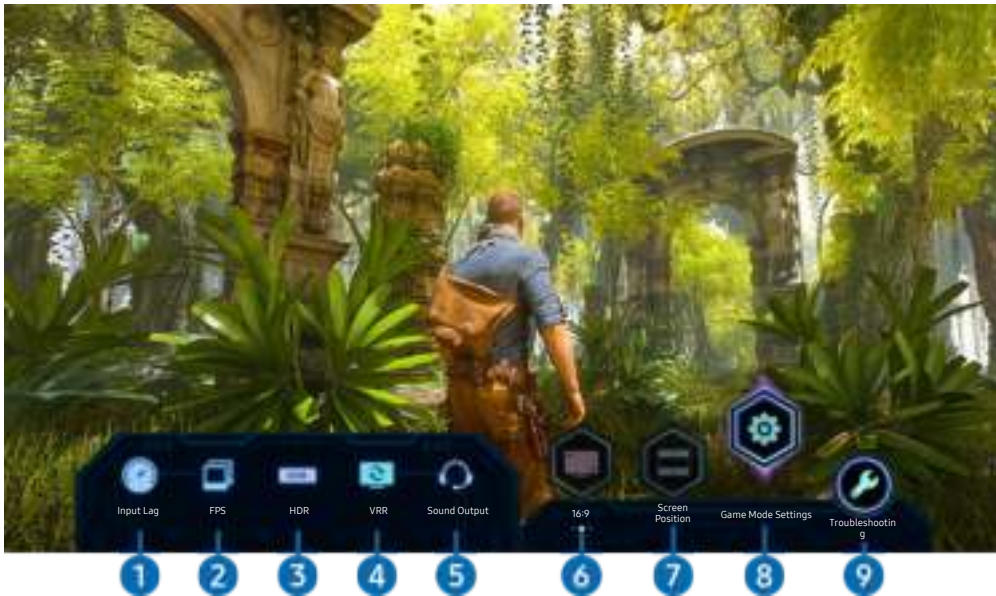 Input Lag
FPS
HDR
VRR
Sound Output
16:9
Screen
Position
Game Mode Settings
Troubleshootin
g
1
2
3
4
5
6
7
8
9